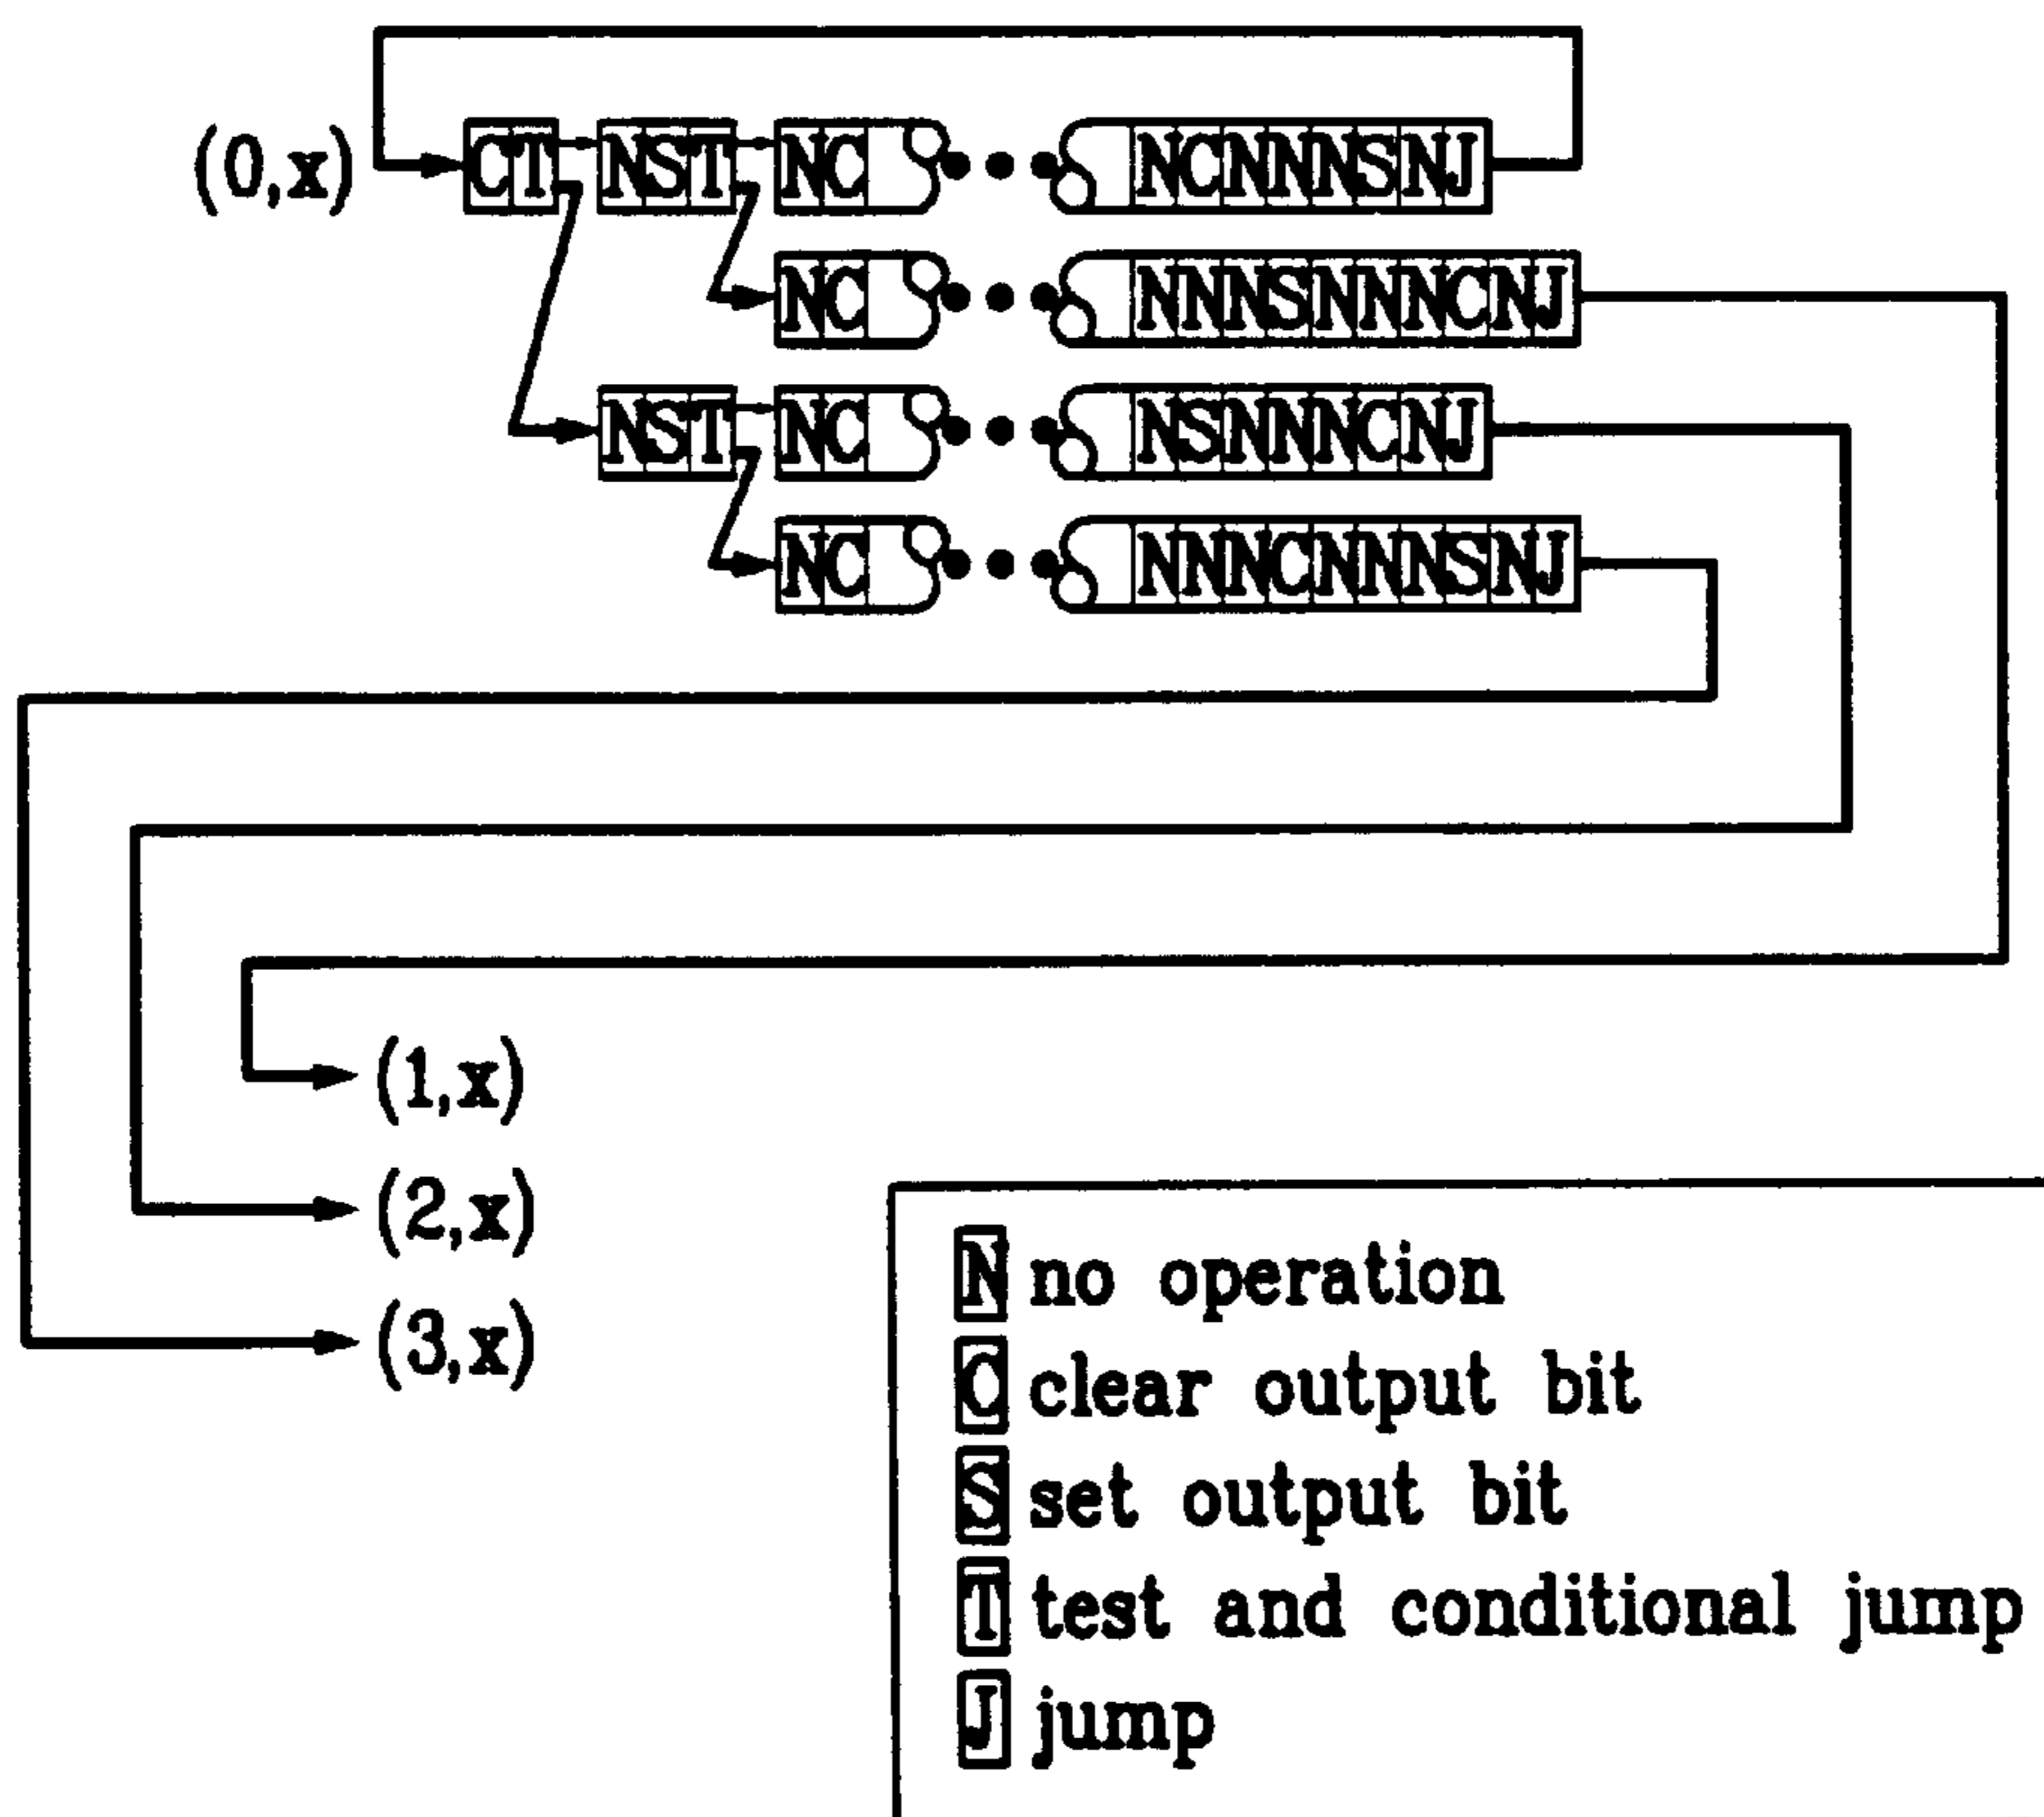 (0,x) CT NST NC NCNNNSNJ
NC NNNSNNNCNJ
NST NC NSNNNCNJ
NC NNNCNNNSNJ
(1,x)
(2,x)
(3,x)
N no operation
C clear output bit
S set output bit
T test and conditional jump
J jump